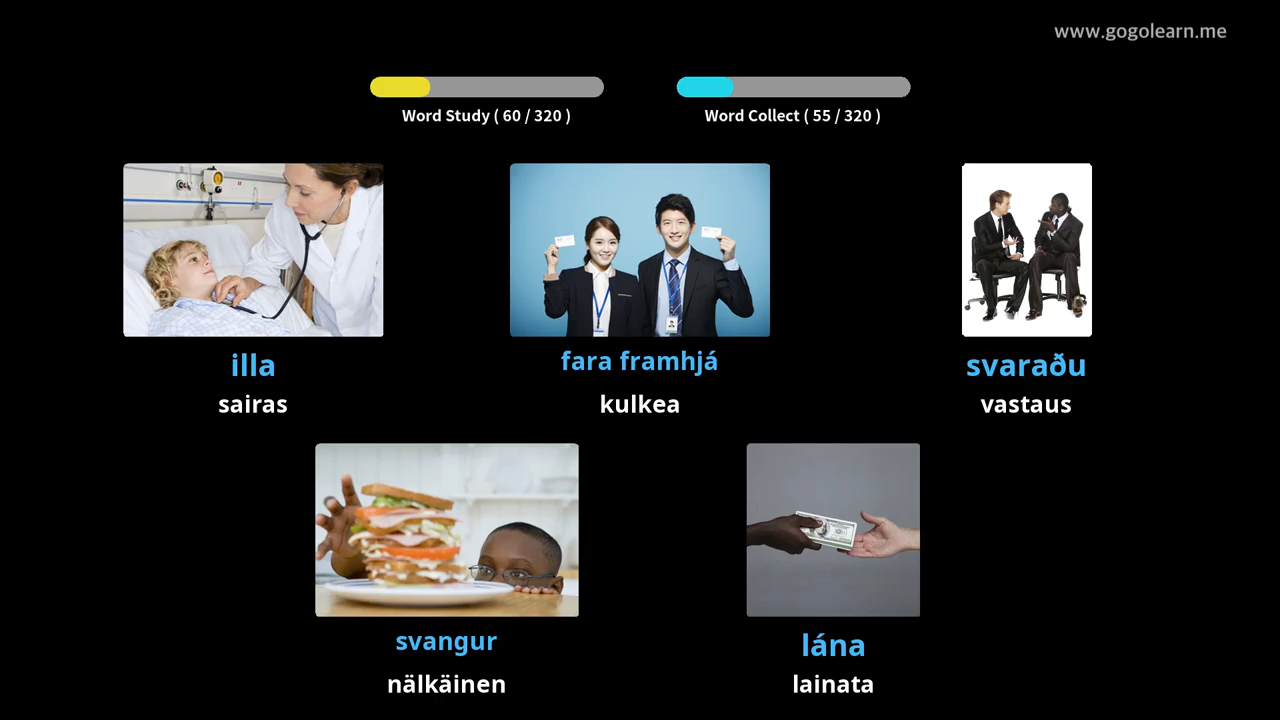 www.gogolearn.me
Word Study ( 60 / 320 )
Word Collect ( 55 / 320 )
illa
fara framhjá
svaraðu
sairas
kulkea
vastaus
svangur
lána
nälkäinen
lainata